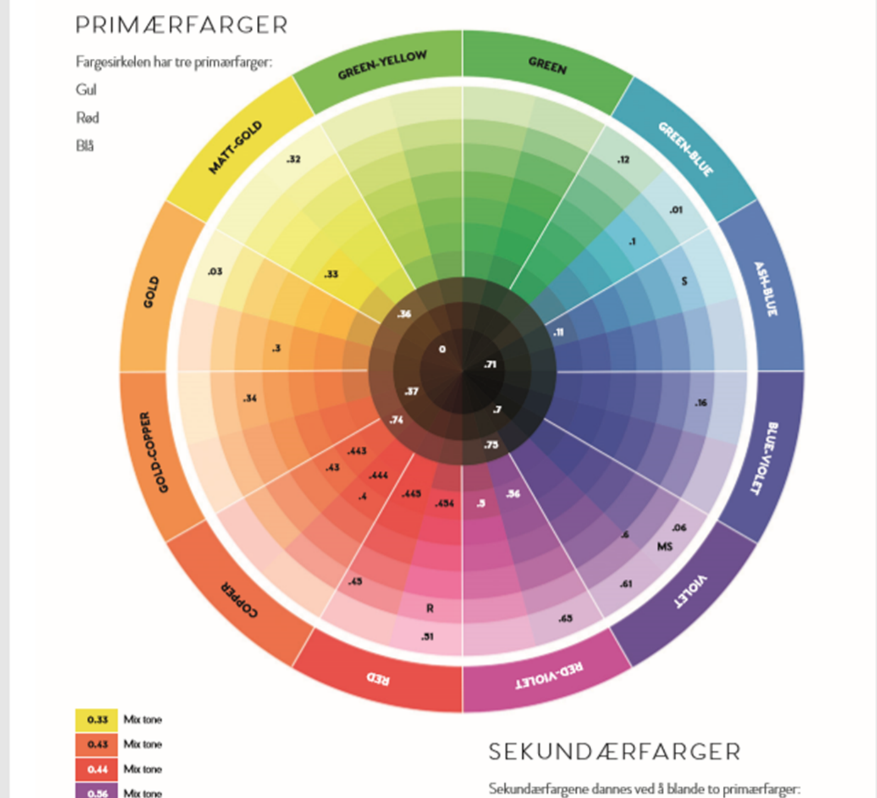 PRIMÆRFARGER
Fargesirkelen har tre primærfarger:
Gul
Rød
Blå
GREEN-YELLOW
GREEN
MATT-GOLD
GREEN-BLUE
.32
.12
.01
.1
.03
.33
S
GOLD
ASH-BLUE
.36
.11
0
.3
.71
.37
.34
.7
.16
.74
.75
GOLD-COPPER
BLUE-VIOLET
.443
.43
.444
.4
.445
.454
.5
.56
.06
.6
MS
.45
.61
R
.65
.51
COPPER
VIOLET
RED
RED-VIOLET
0.33 Mix tone
0.43 Mix tone
0.44 Mix tone
0.56 Mix tone
SEKUNDÆRFARGER
Sekundærfargene dannes ved å blande to primærfarger: